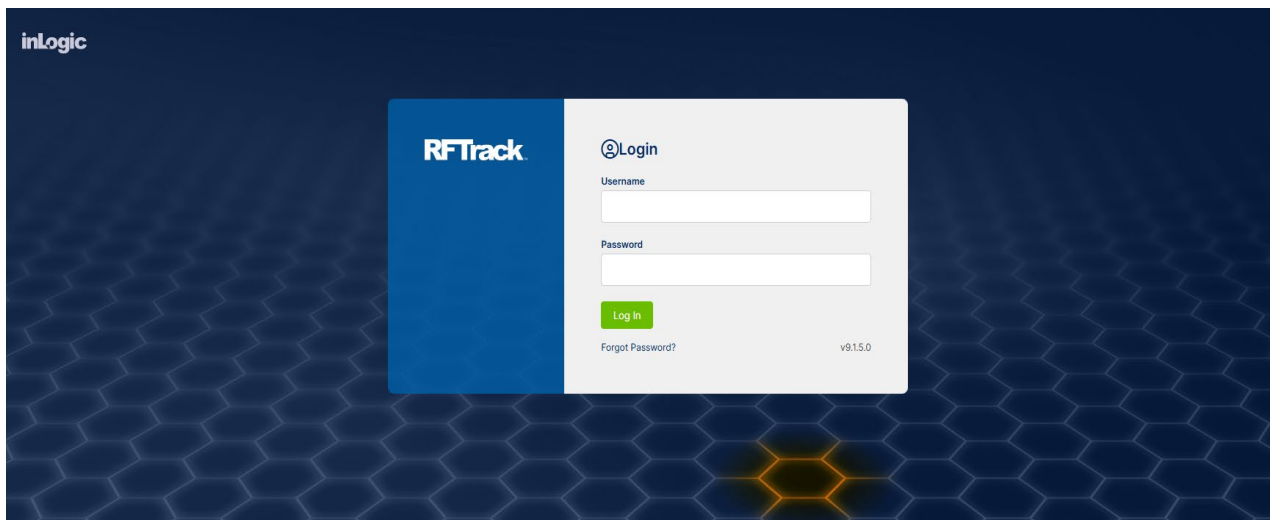 inLogic
RFTrack
Login
Username
Password
Log In
Forgot Password?
v9.1.5.0